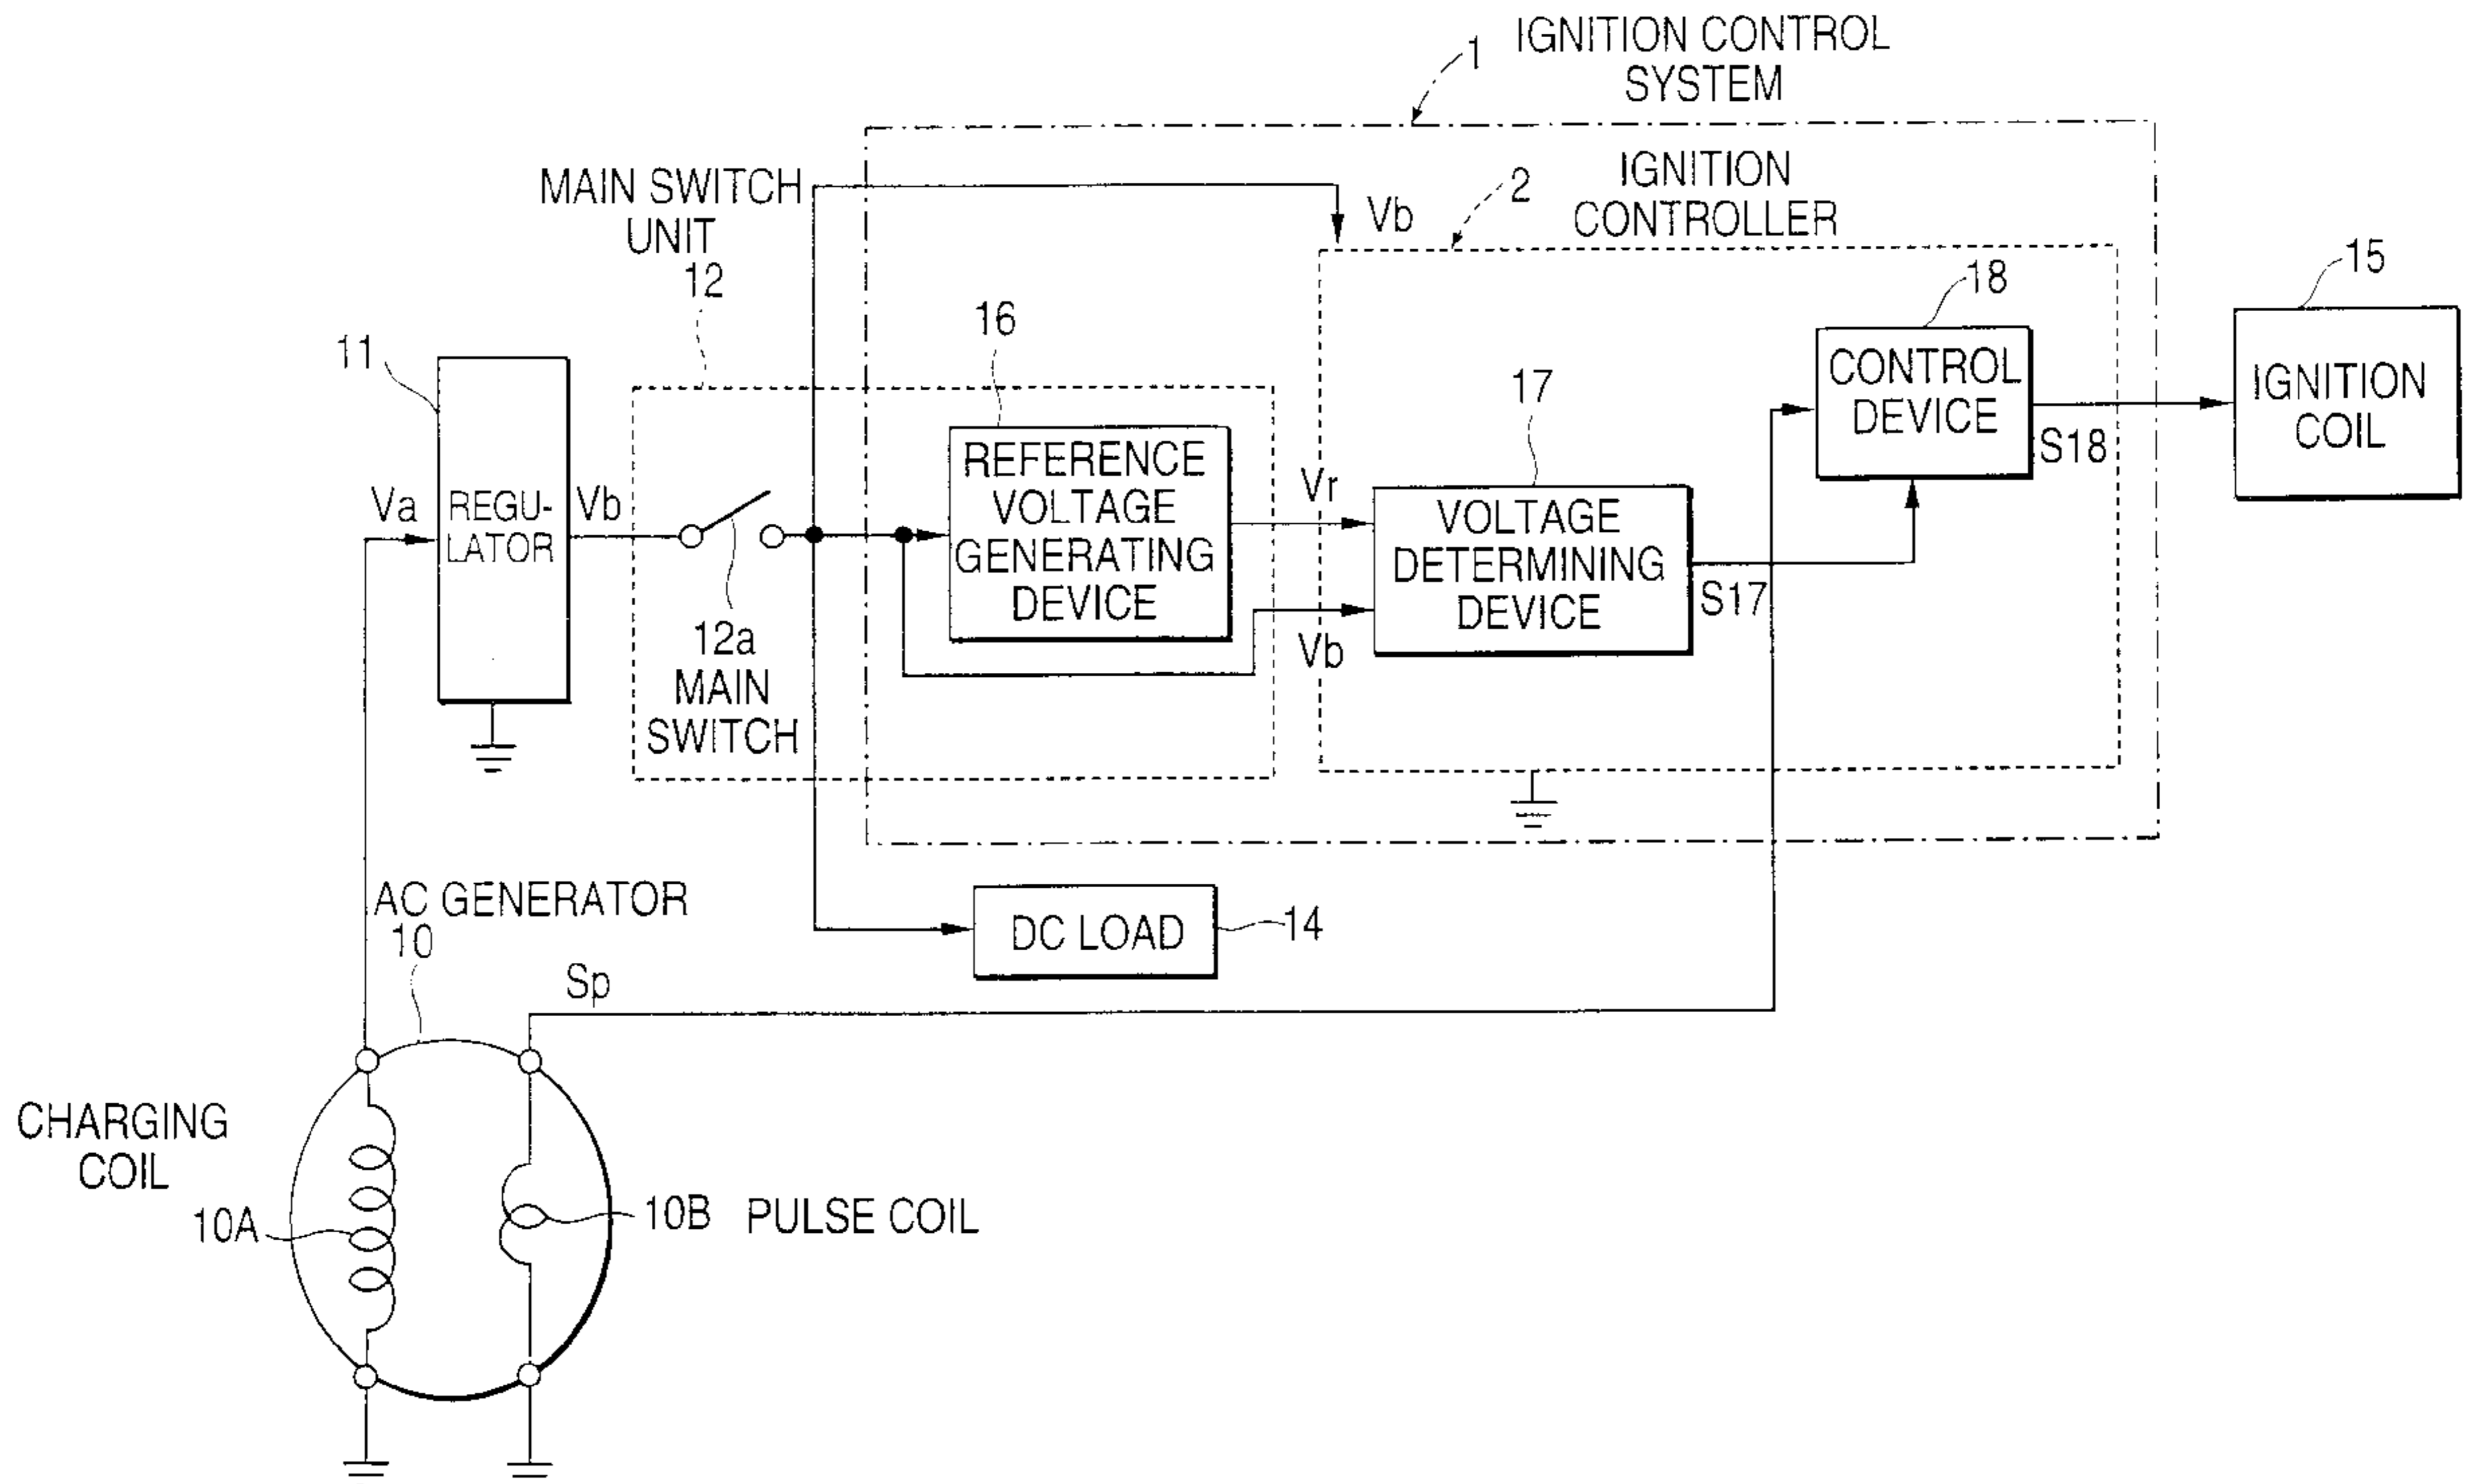 1 IGNITION CONTROL
SYSTEM
MAIN SWITCH
UNIT
12
Vb
2 IGNITION
CONTROLLER
11
16
17
18
15
REGU-
LATOR
Va
Vb
12a
MAIN
SWITCH
REFERENCE
VOLTAGE
GENERATING
DEVICE
Vr
Vb
VOLTAGE
DETERMINING
DEVICE
S17
CONTROL
DEVICE
S18
IGNITION
COIL
AC GENERATOR
10
DC LOAD
14
Sp
CHARGING
COIL
10A
10B PULSE COIL